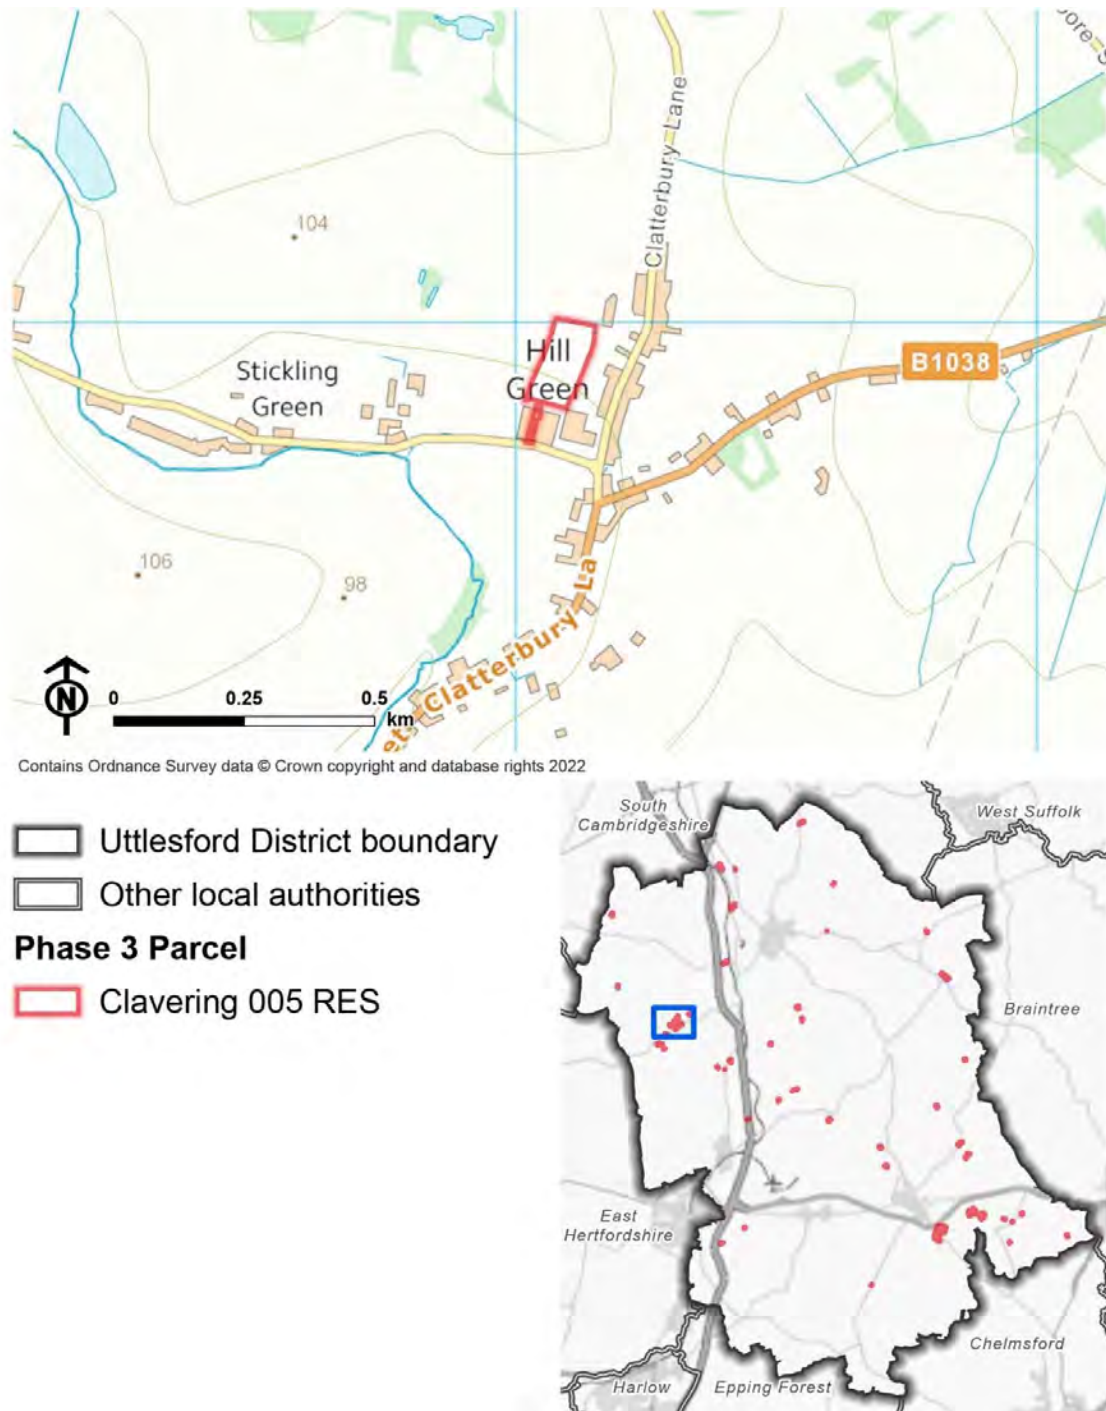 Clatterbury Lane
104
Hill
Green
Stickling
Green
B1038
106
98
Clatterbury La
N
0 0.25 0.5
km
Contains Ordnance Survey data © Crown copyright and database rights 2022
Uttlesford District boundary
Other local authorities
Phase 3 Parcel
Clavering 005 RES
South
Cambridgeshire
West Suffolk
Braintree
East
Hertfordshire
Chelmsford
Harlow
Epping Forest